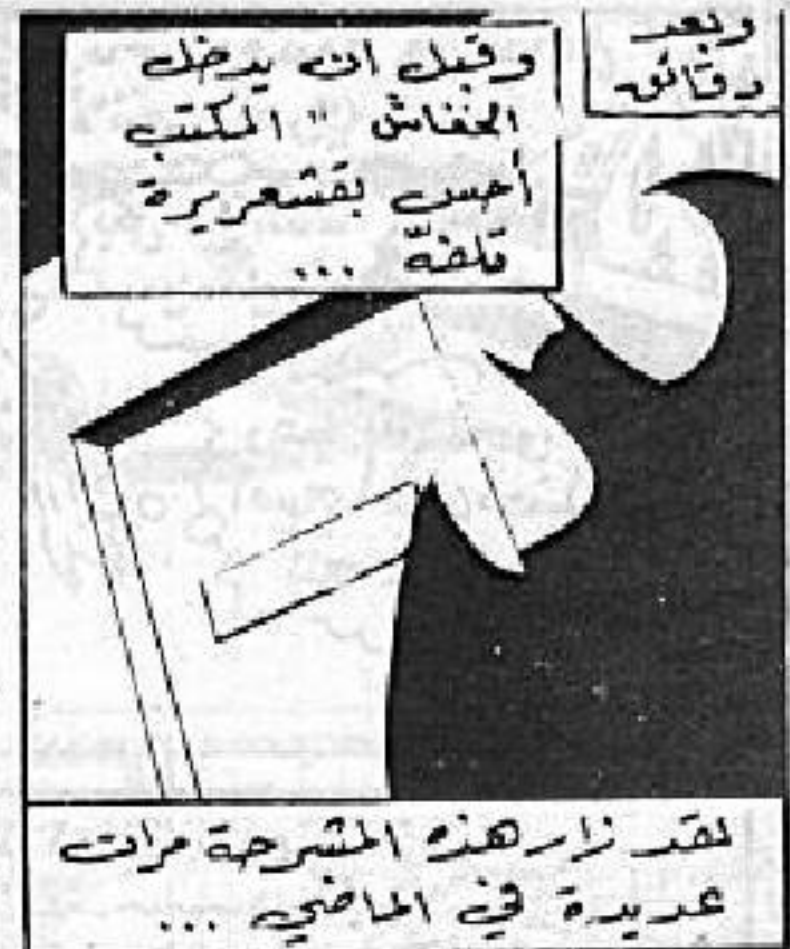 وبعد
دقائق
وقبل ان يدخل
الخفاش " المكتب
أحس بقشعريرة
قلقة ...
لقد زار هذه المشرحة مرات
عديدة في الماضي ...